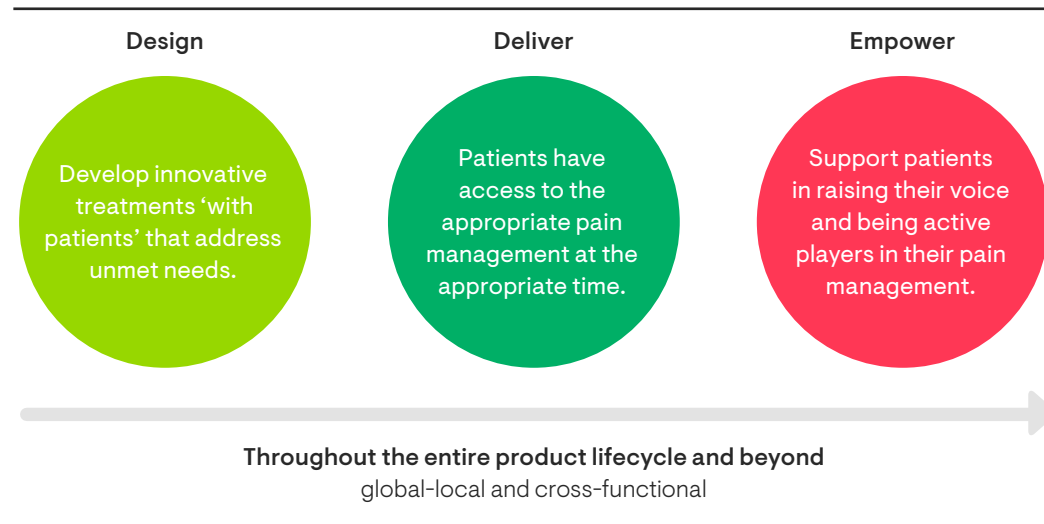 Design
Develop innovative
treatments ‘with
patients’ that address
unmet needs.
Deliver
Patients have
access to the
appropriate pain
management at the
appropriate time.
Empower
Support patients
in raising their voice
and being active
players in their pain
management.
Throughout the entire product lifecycle and beyond
global-local and cross-functional